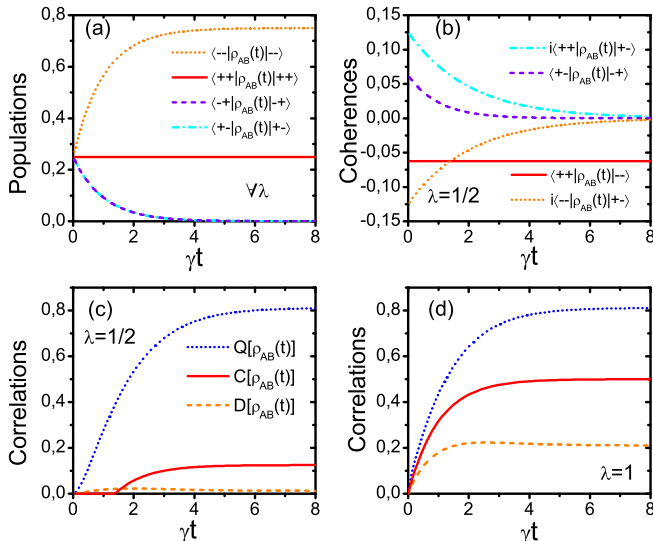 (a)
⟨--|ρAB(t)|--⟩
⟨++|ρAB(t)|++⟩
⟨-+|ρAB(t)|-+⟩
⟨+-|ρAB(t)|+-⟩
∀λ
Populations
0,8
0,6
0,4
0,2
0,0
0 2 4 6 8
γt
(b)
i⟨++|ρAB(t)|+-⟩
⟨+-|ρAB(t)|-+⟩
λ=1/2
⟨++|ρAB(t)|--⟩
i⟨--|ρAB(t)|+-⟩
Coherences
0,15
0,10
0,05
0,00
-0,05
-0,10
-0,15
0 2 4 6 8
γt
(c)
λ=1/2
Q[ρAB(t)]
C[ρAB(t)]
D[ρAB(t)]
Correlations
0,8
0,6
0,4
0,2
0,0
0 2 4 6 8
γt
(d)
λ=1
Correlations
0,8
0,6
0,4
0,2
0,0
0 2 4 6 8
γt